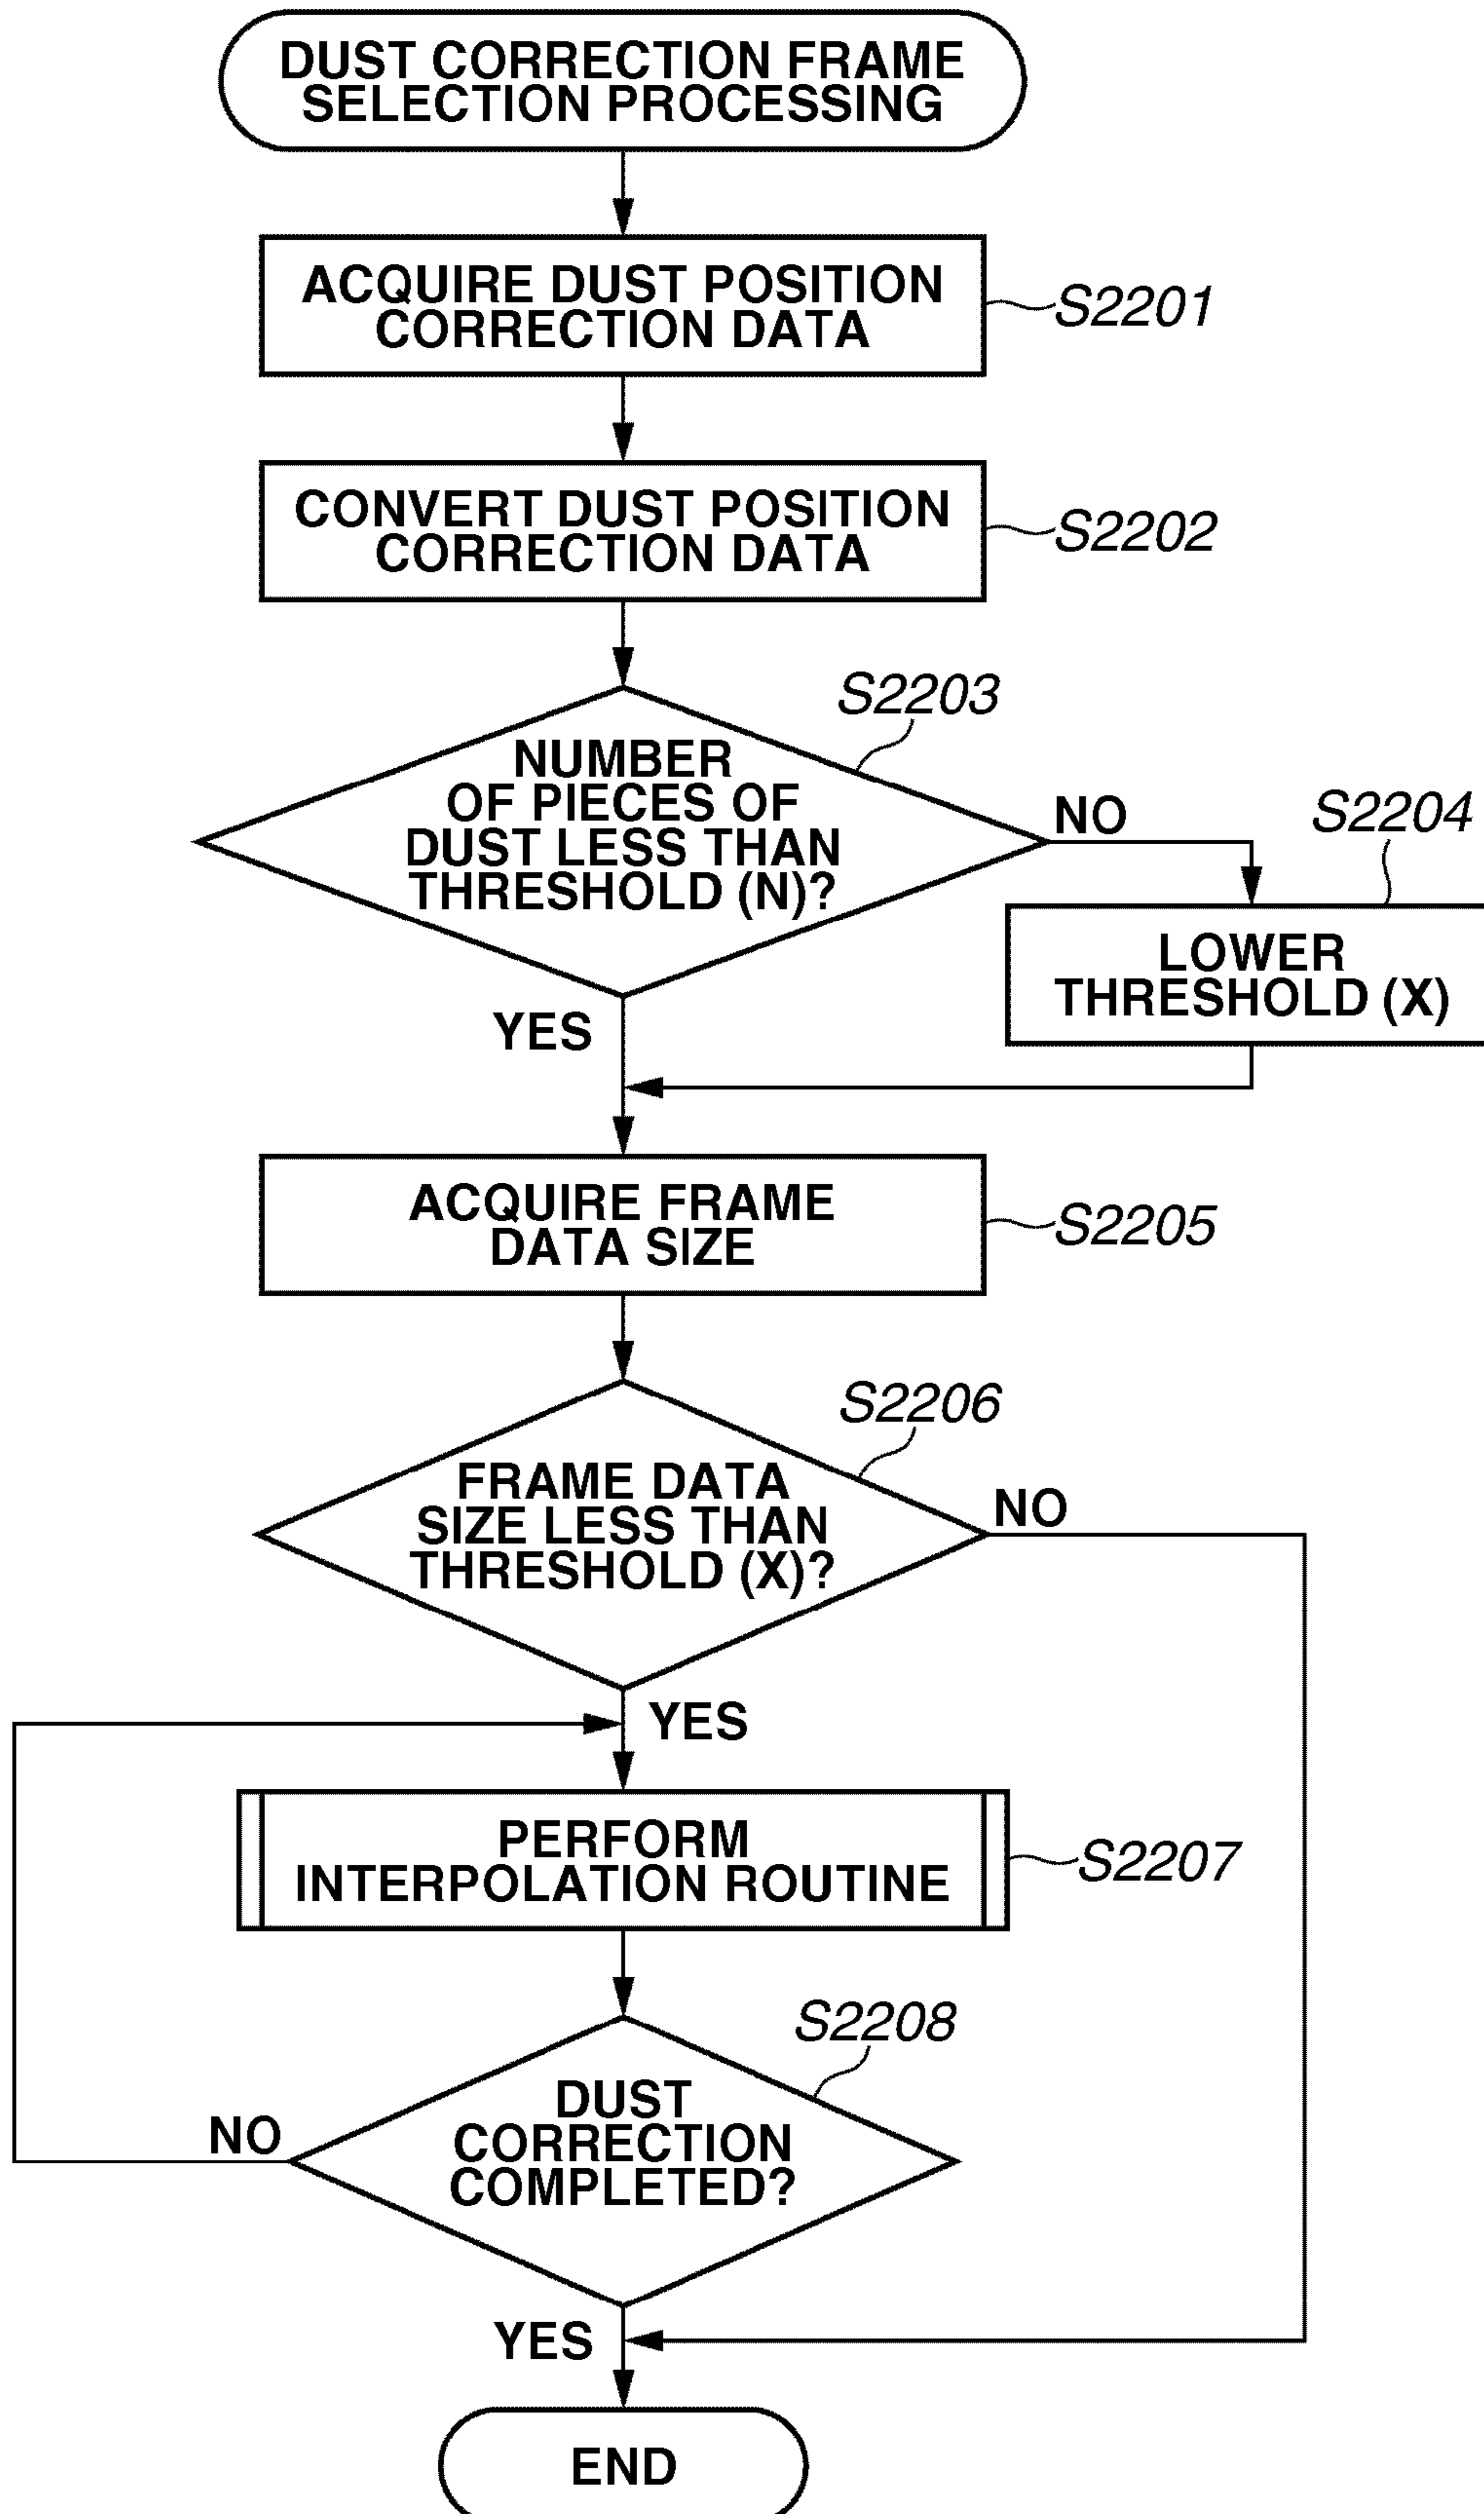 DUST CORRECTION FRAME
SELECTION PROCESSING
ACQUIRE DUST POSITION
CORRECTION DATA
S2201
CONVERT DUST POSITION
CORRECTION DATA
S2202
S2203
NUMBER
OF PIECES OF
DUST LESS THAN
THRESHOLD (N)?
NO
S2204
LOWER
THRESHOLD (X)
YES
ACQUIRE FRAME
DATA SIZE
S2205
S2206
FRAME DATA
SIZE LESS THAN
THRESHOLD (X)?
NO
YES
PERFORM
INTERPOLATION ROUTINE
S2207
S2208
DUST
CORRECTION
COMPLETED?
NO
YES
END